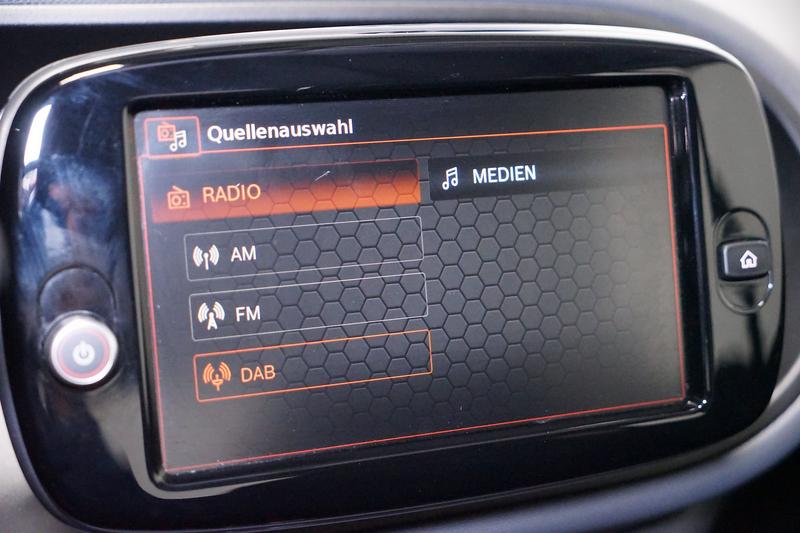 Quellenauswahl
RADIO
MEDIEN
AM
FM
DAB